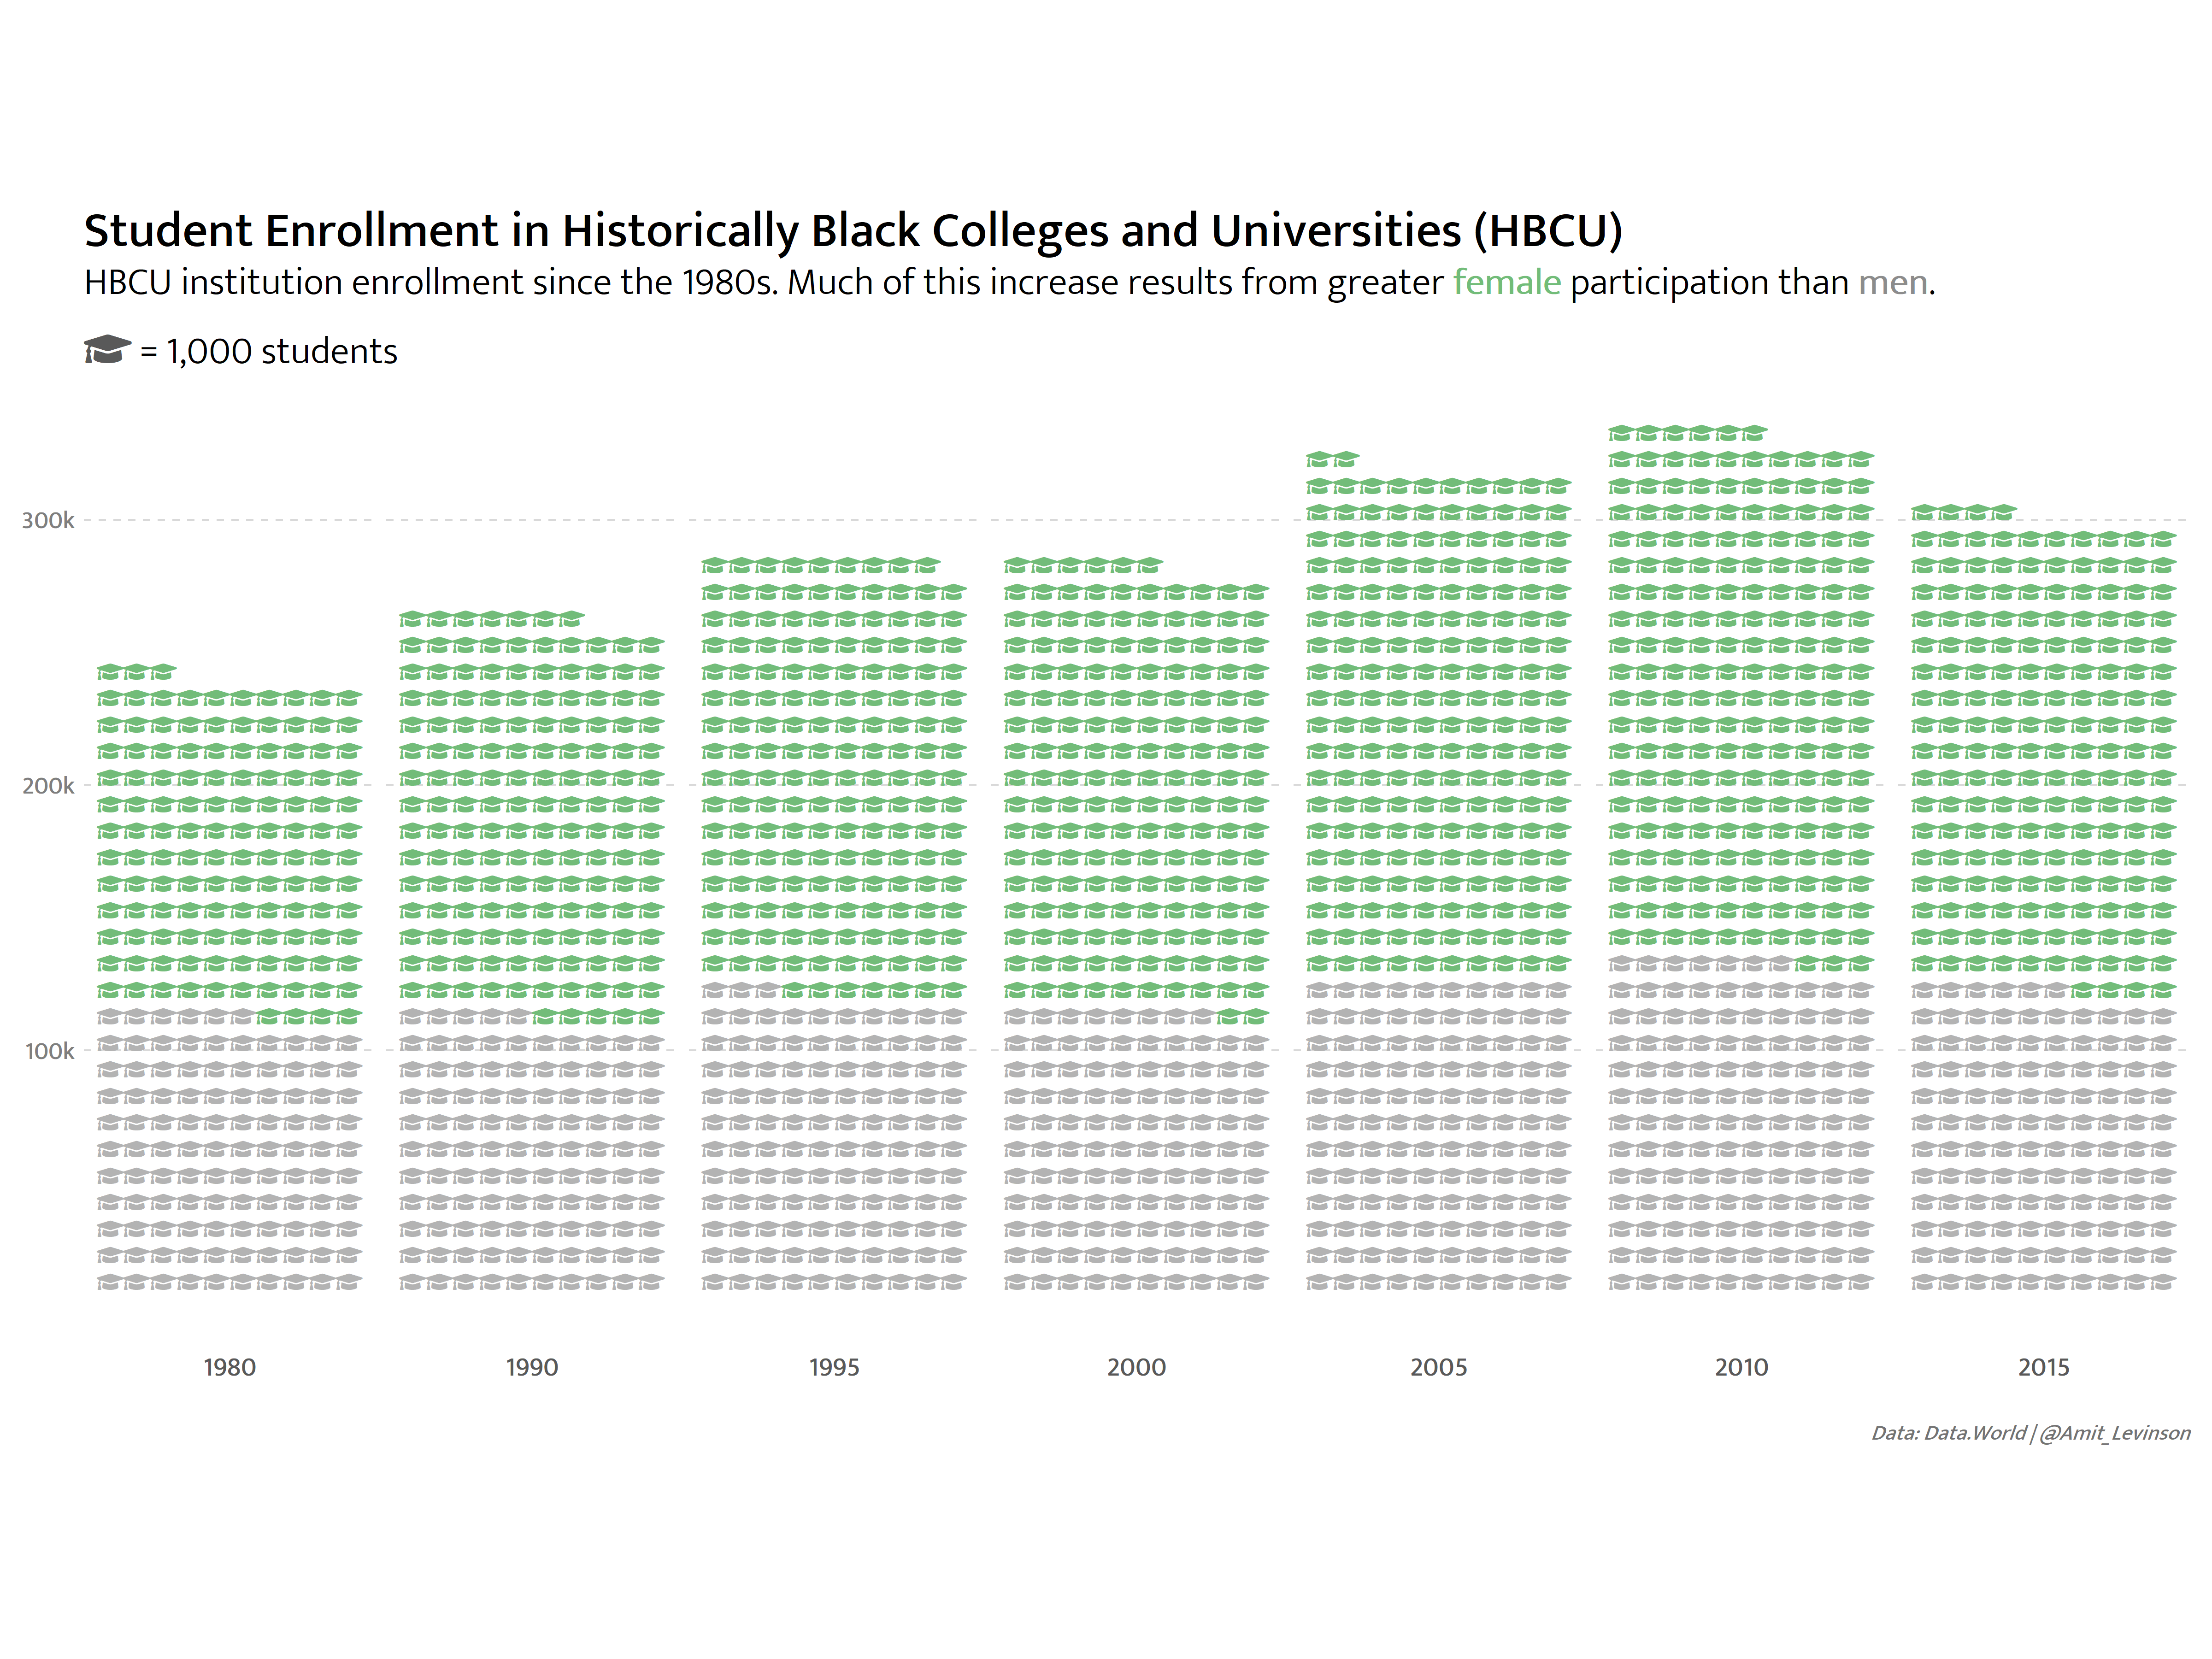 Student Enrollment in Historically Black Colleges and Universities (HBCU)
HBCU institution enrollment since the 1980s. Much of this increase results from greater female participation than men.
= 1,000 students
300k
200k
100k
1980 1990 1995 2000 2005 2010 2015
Data: Data.World | @Amit_Levinson